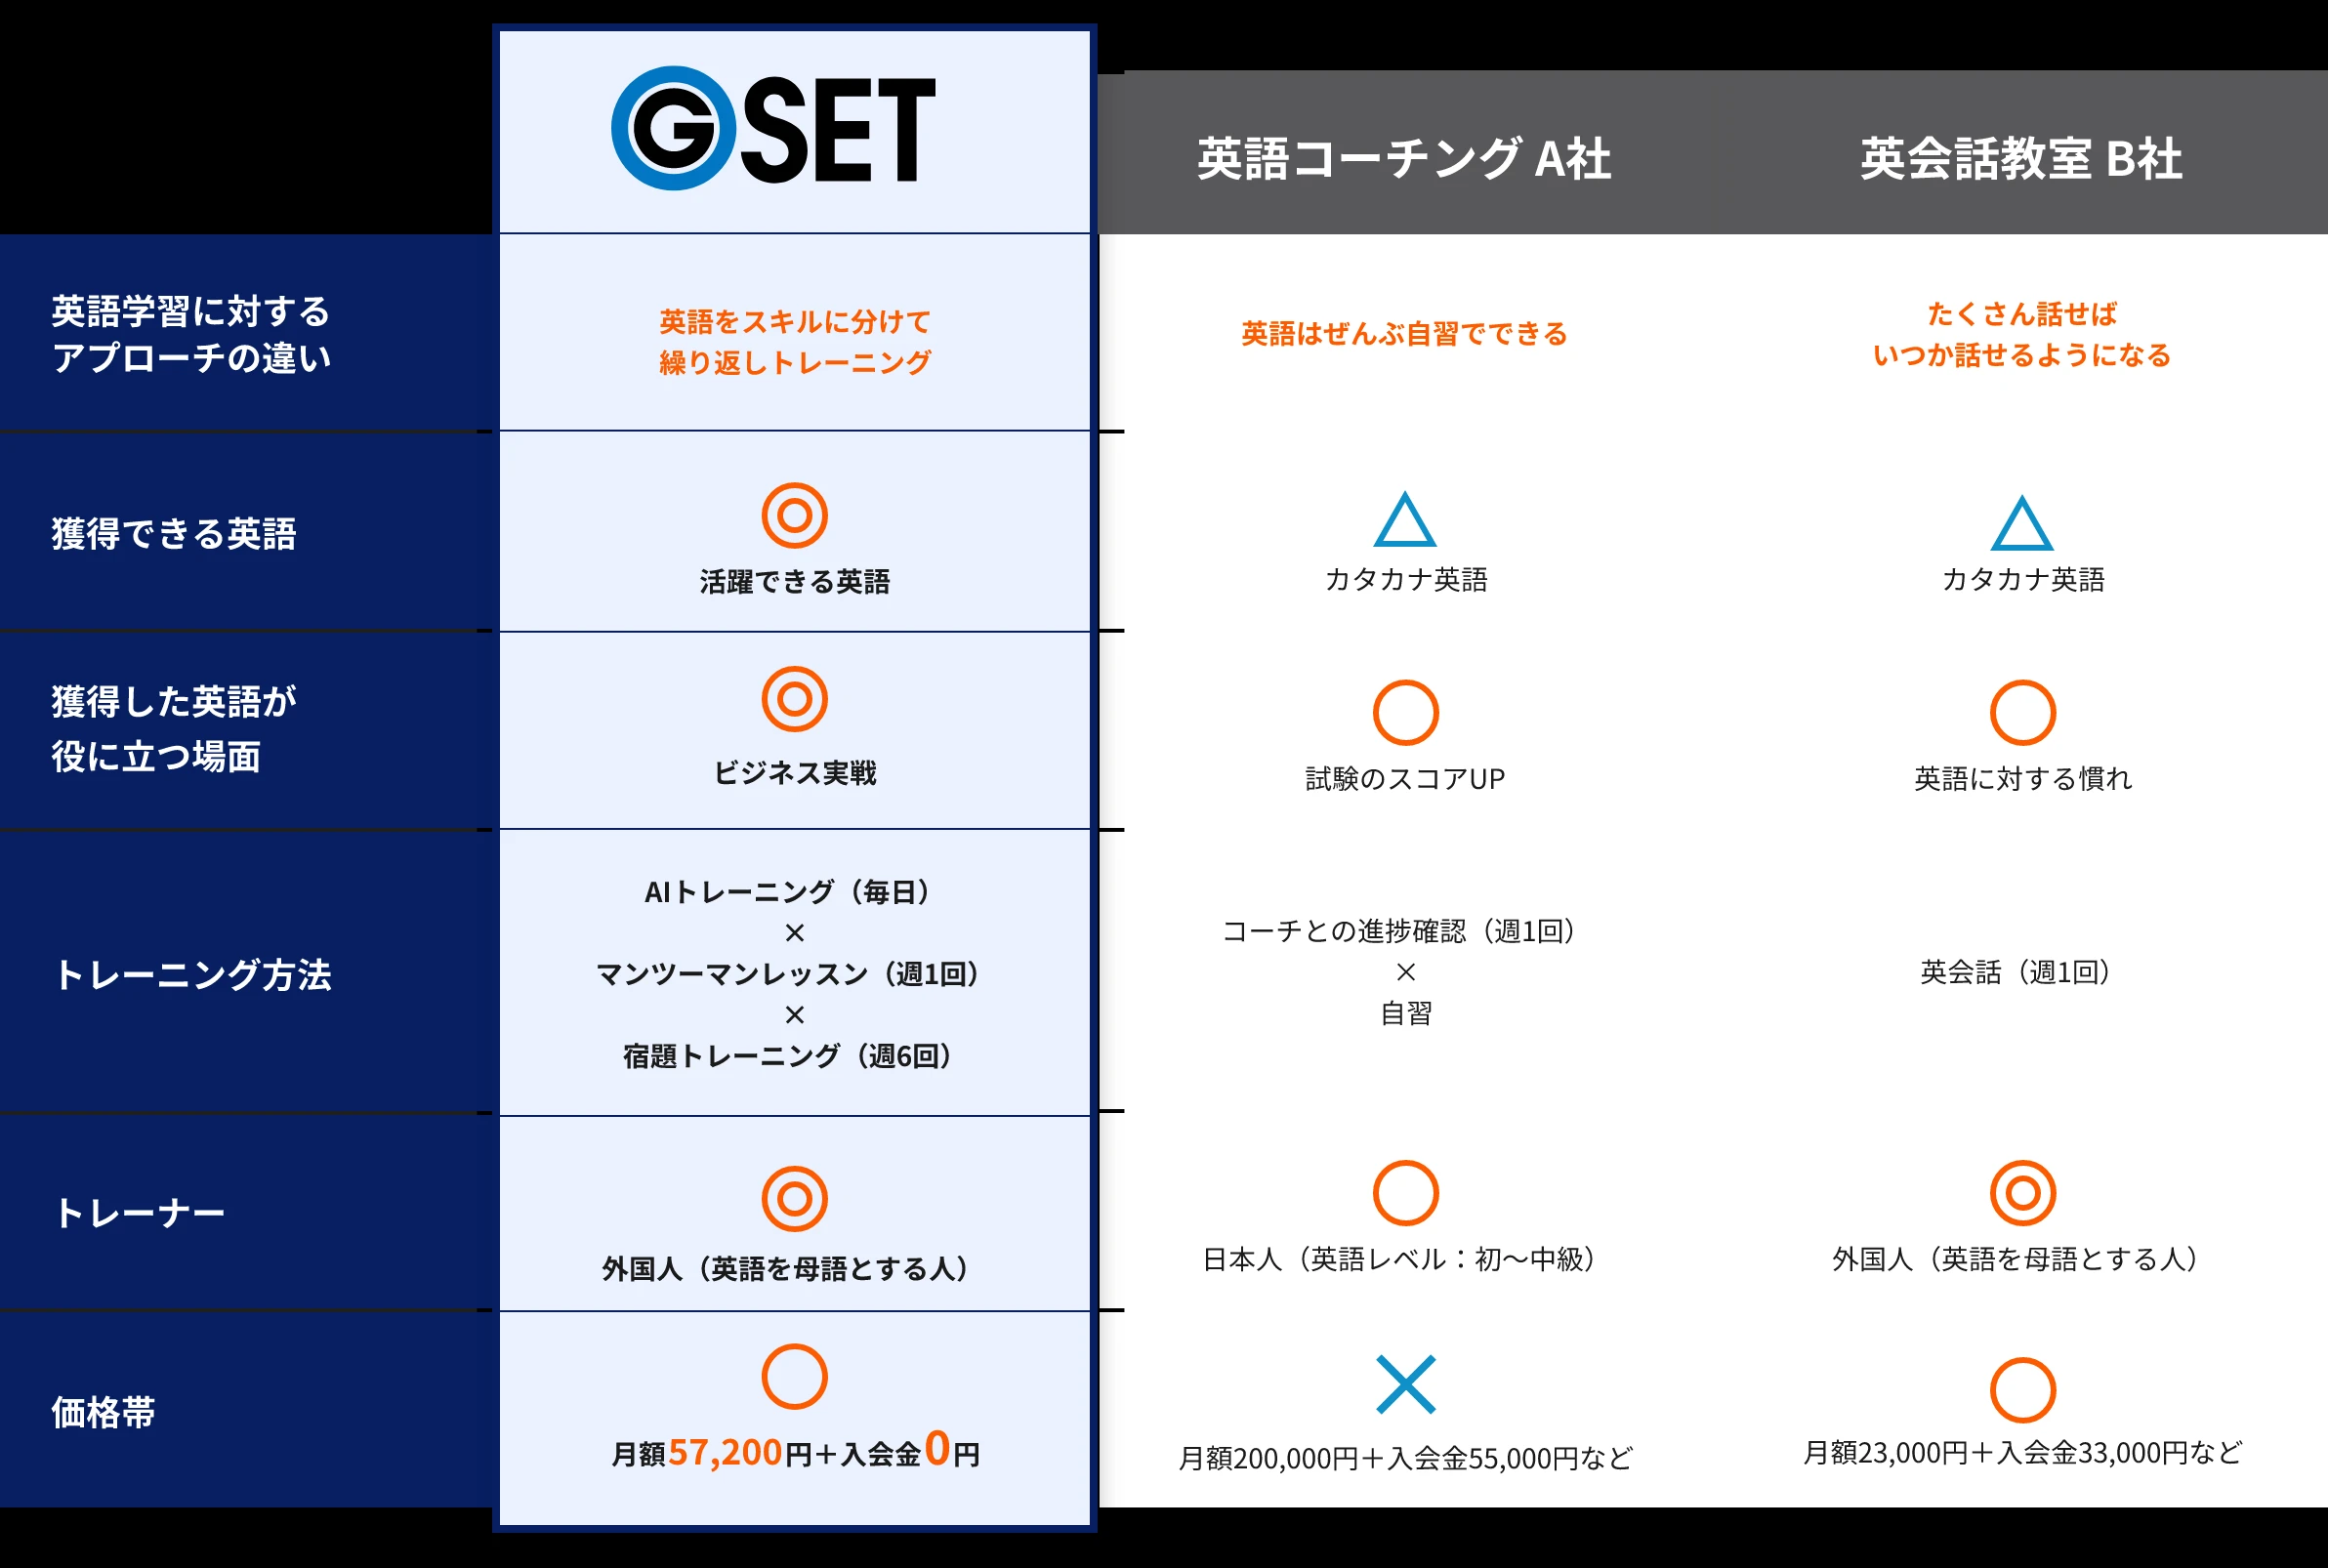 GSET
英語コーチング A社
英会話教室 B社
英語学習に対する
アプローチの違い
英語をスキルに分けて
繰り返しトレーニング
英語はぜんぶ自習でできる
たくさん話せば
いつか話せるようになる
獲得できる英語
◎
活躍できる英語
△
カタカナ英語
△
カタカナ英語
獲得した英語が
役に立つ場面
◎
ビジネス実戦
○
試験のスコアUP
○
英語に対する慣れ
トレーニング方法
AIトレーニング（毎日）
×
マンツーマンレッスン（週1回）
×
宿題トレーニング（週6回）
コーチとの進捗確認（週1回）
×
自習
英会話（週1回）
トレーナー
◎
外国人（英語を母語とする人）
○
日本人（英語レベル：初〜中級）
◎
外国人（英語を母語とする人）
価格帯
○
月額57,200円＋入会金0円
×
月額200,000円＋入会金55,000円など
○
月額23,000円＋入会金33,000円など